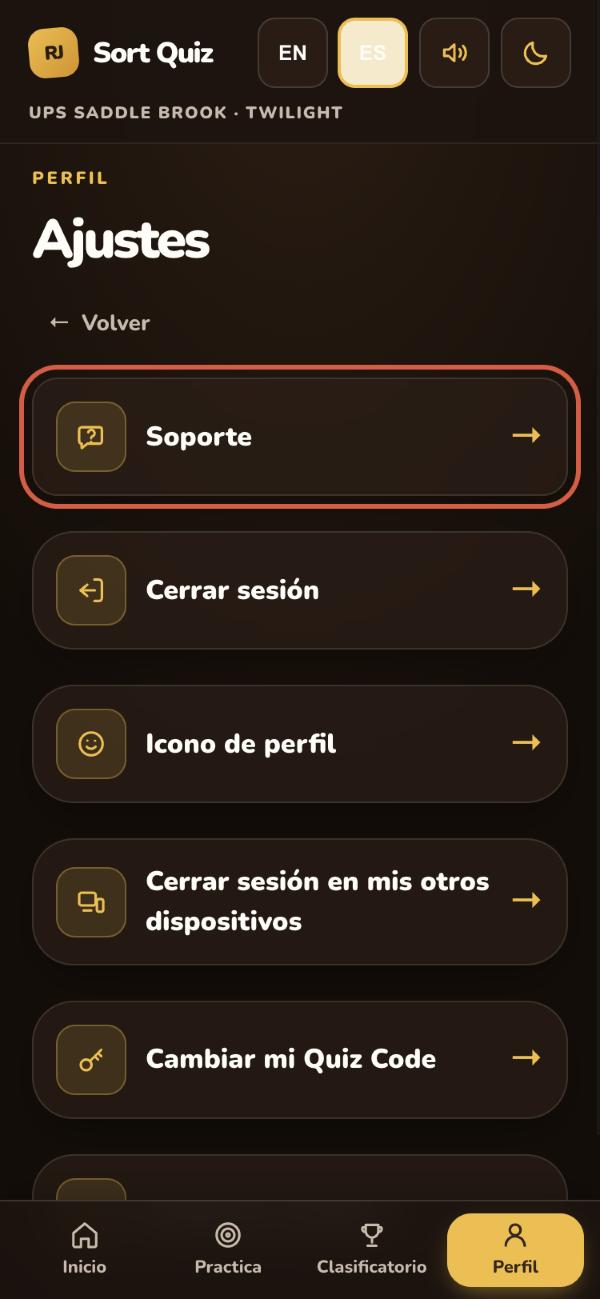 RJ
Sort Quiz
EN
ES
UPS SADDLE BROOK · TWILIGHT
PERFIL
Ajustes
← Volver
Soporte →
Cerrar sesión →
Icono de perfil →
Cerrar sesión en mis otros
dispositivos →
Cambiar mi Quiz Code →
Inicio
Practica
Clasificatorio
Perfil